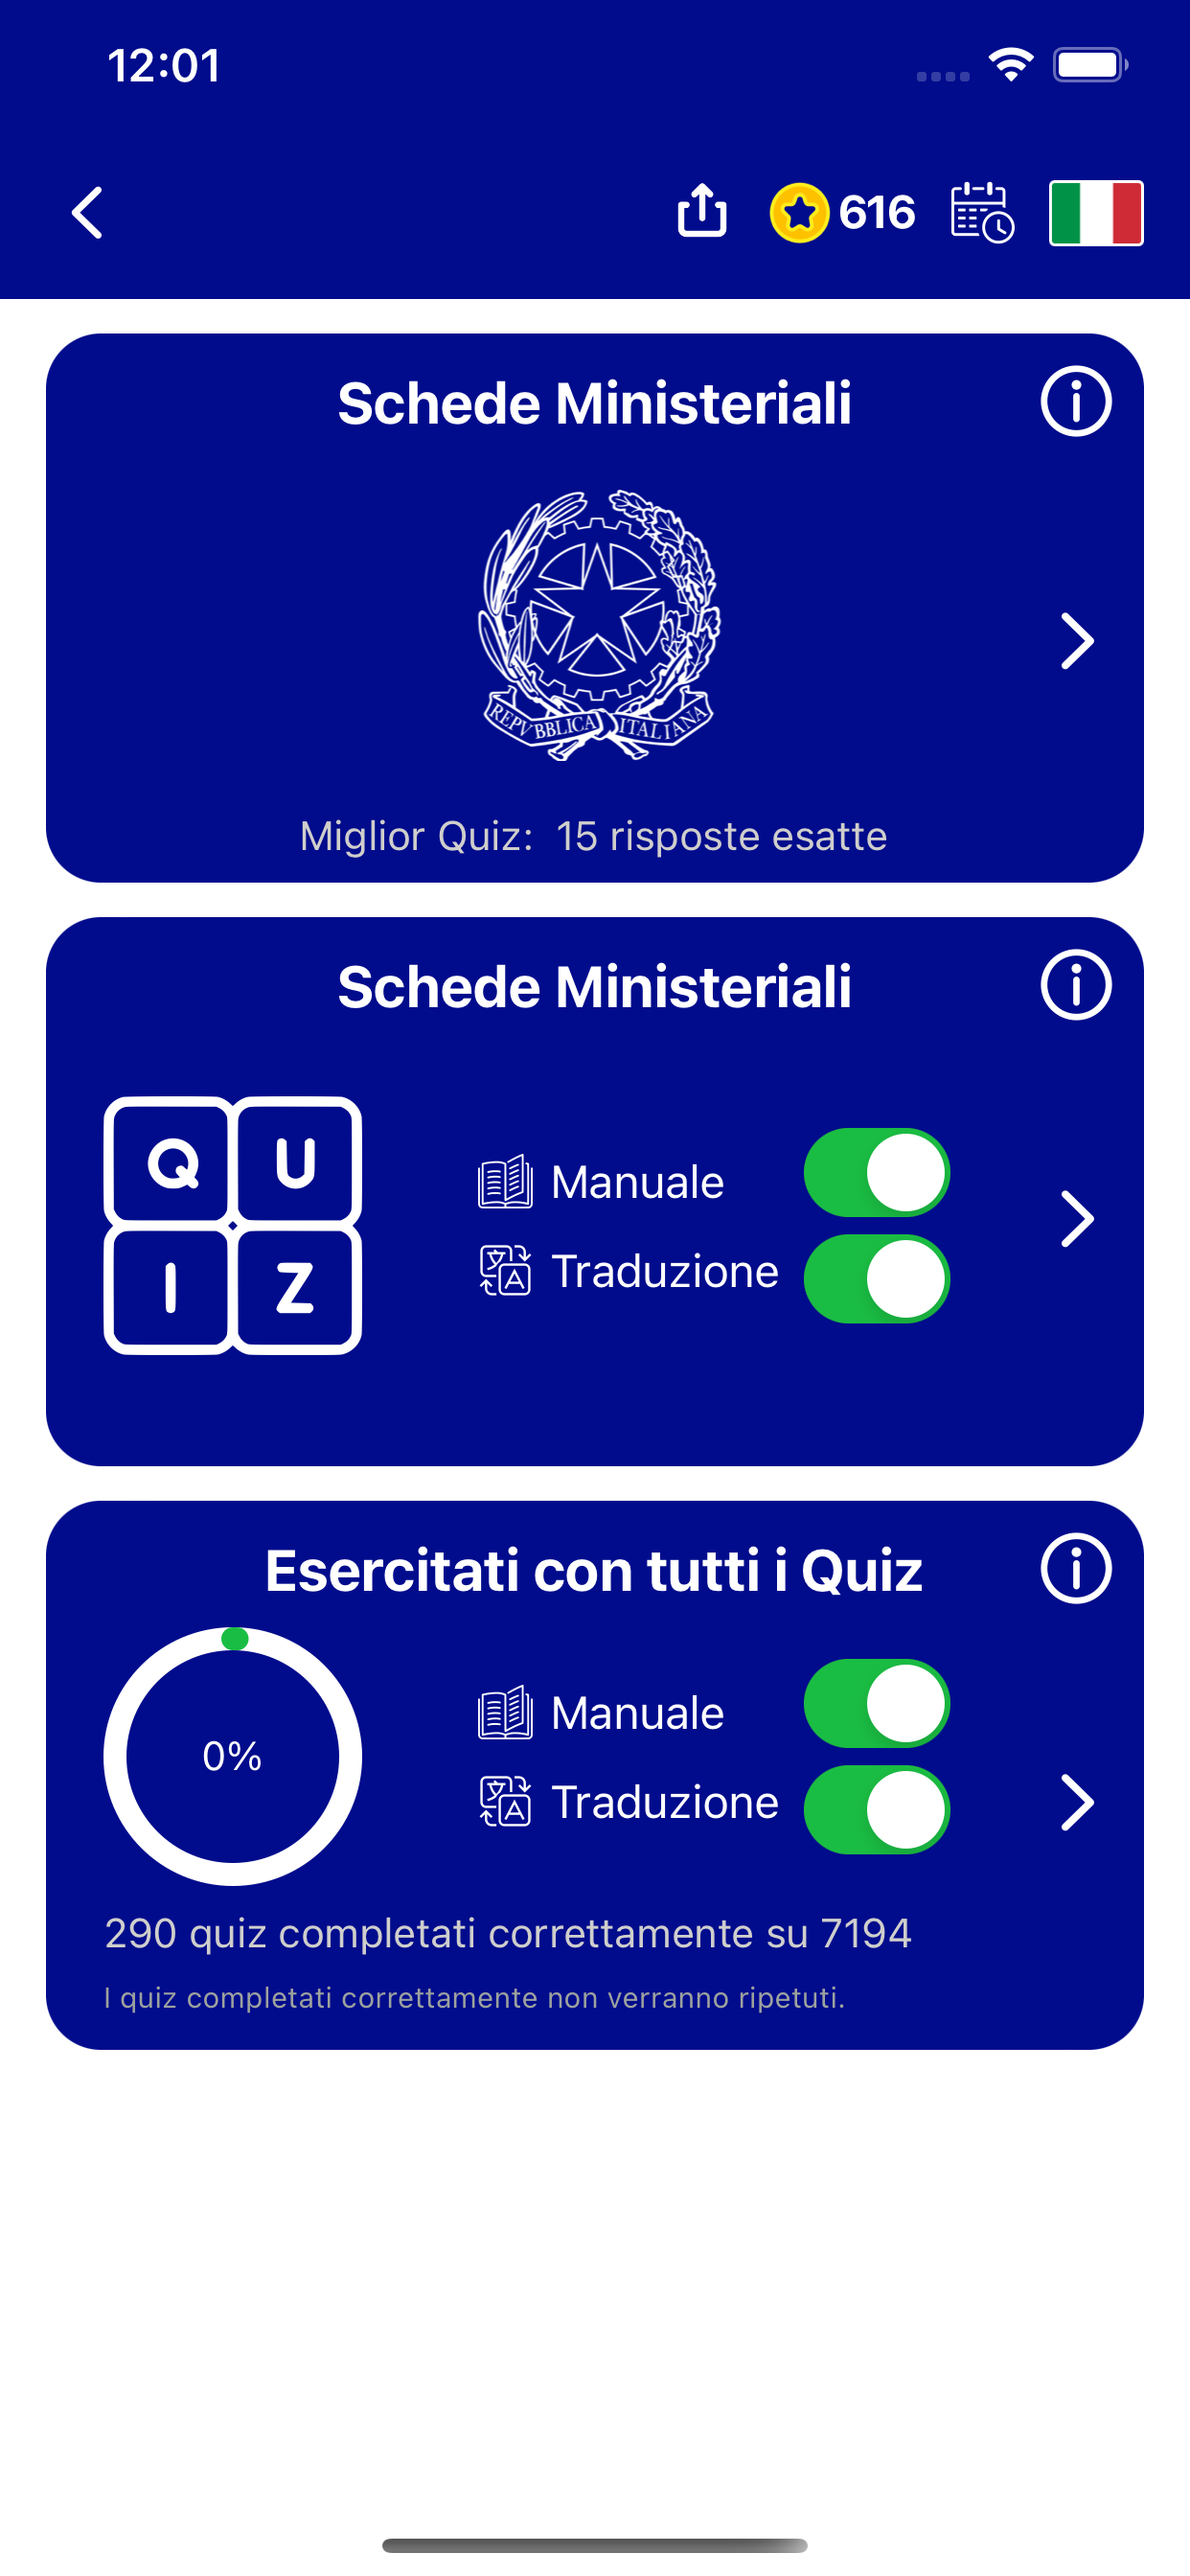 12:01
616
Schede Ministeriali
REPVBBLICA ITALIANA
Miglior Quiz: 15 risposte esatte
Schede Ministeriali
Q U
I Z
Manuale
Traduzione
Esercitati con tutti i Quiz
0%
Manuale
Traduzione
290 quiz completati correttamente su 7194
I quiz completati correttamente non verranno ripetuti.